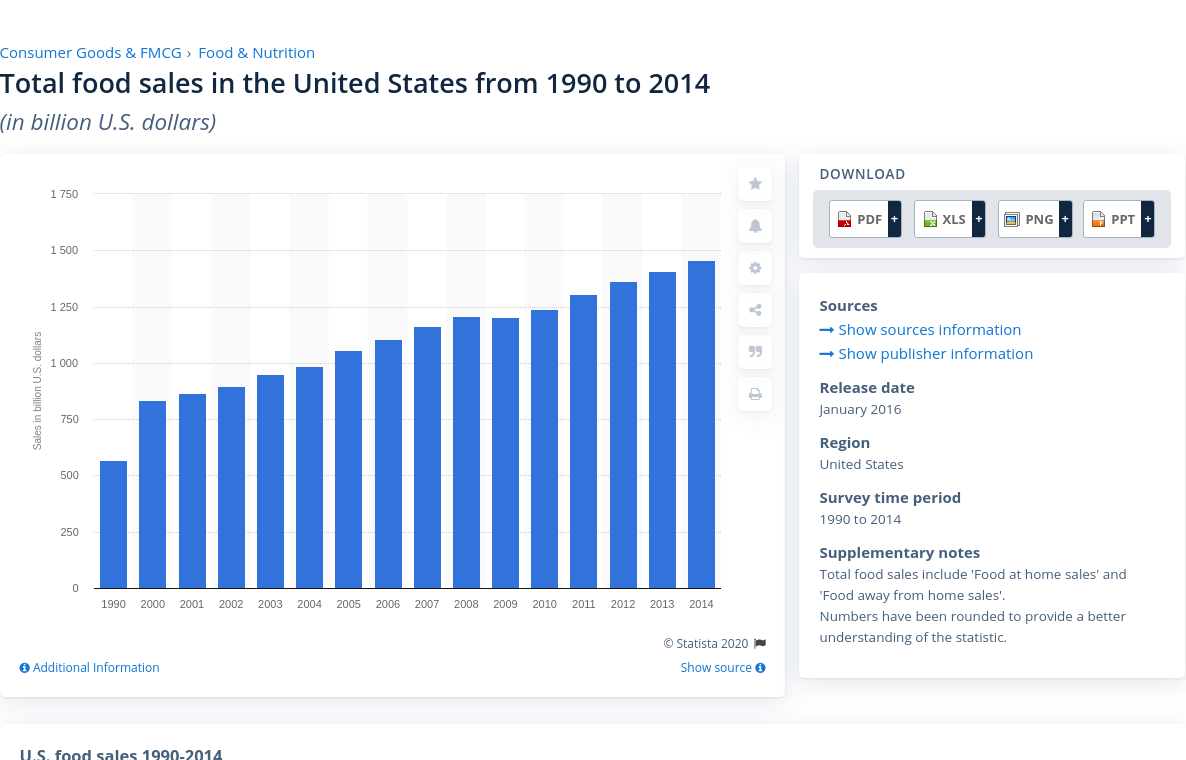 Consumer Goods & FMCG › Food & Nutrition
Total food sales in the United States from 1990 to 2014
(in billion U.S. dollars)
1 750
1 500
1 250
1 000
750
500
250
0
Sales in billion U.S. dollars
1990 2000 2001 2002 2003 2004 2005 2006 2007 2008 2009 2010 2011 2012 2013 2014
© Statista 2020
Additional Information
Show source
DOWNLOAD
PDF + XLS + PNG + PPT +
Sources
Show sources information
Show publisher information
Release date
January 2016
Region
United States
Survey time period
1990 to 2014
Supplementary notes
Total food sales include 'Food at home sales' and
'Food away from home sales'.
Numbers have been rounded to provide a better
understanding of the statistic.
U.S. food sales 1990-2014